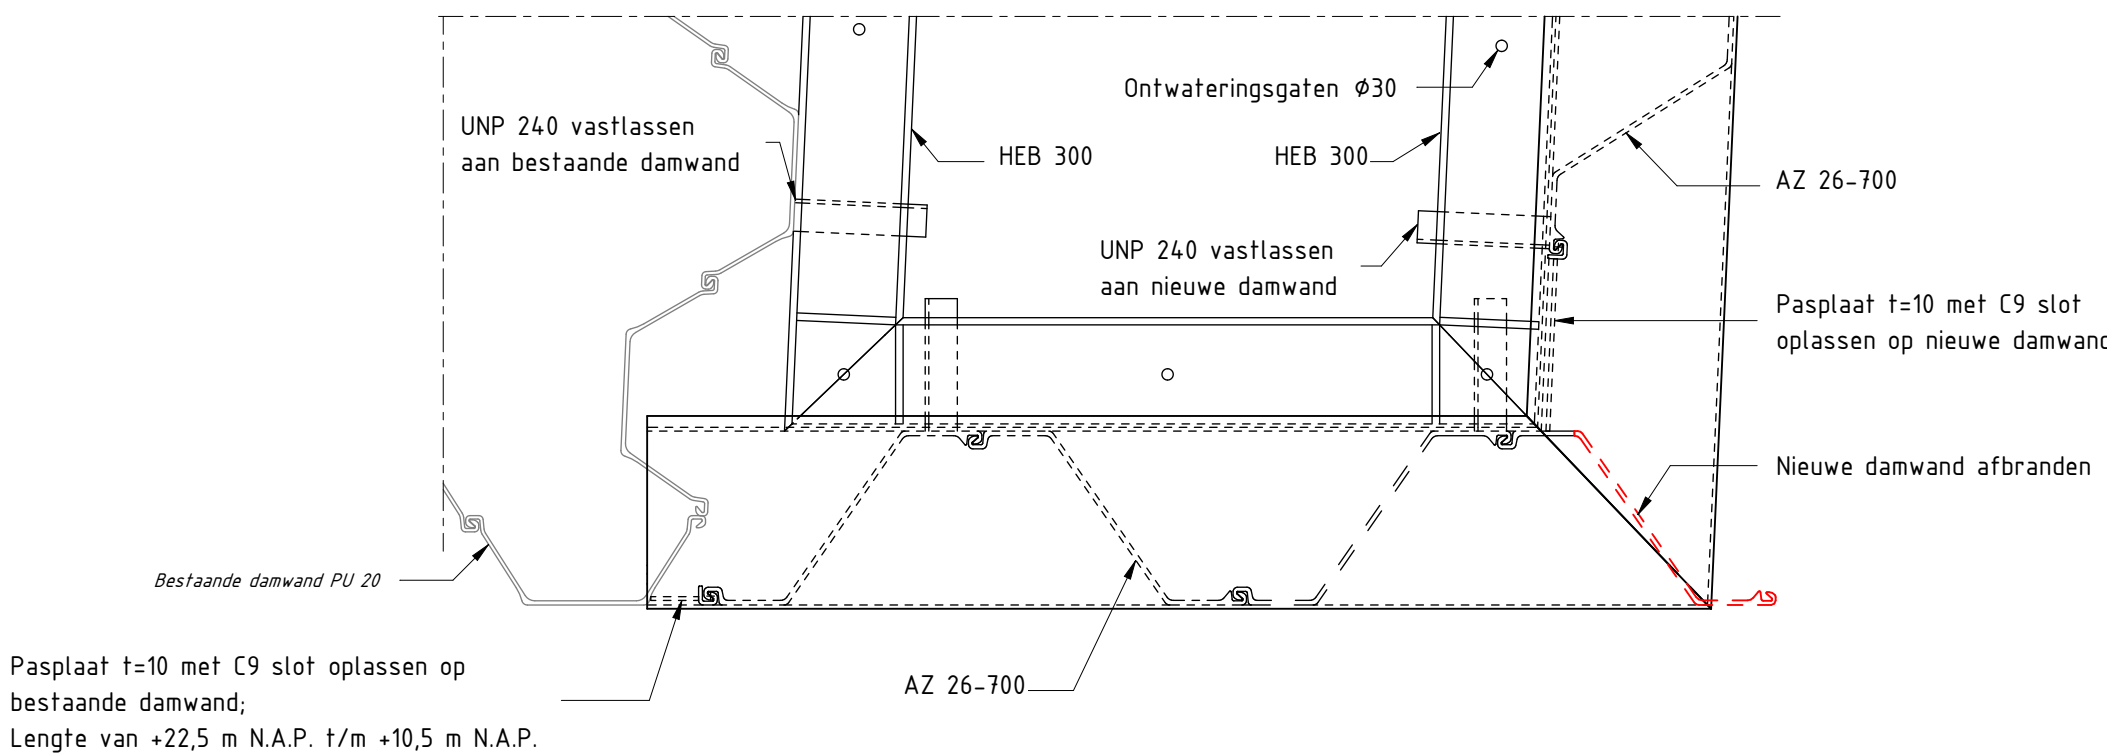 Ontwateringsgaten Ø30
UNP 240 vastlassen
aan bestaande damwand
HEB 300
HEB 300
AZ 26-700
UNP 240 vastlassen
aan nieuwe damwand
Pasplaat t=10 met C9 slot
oplassen op nieuwe damwand
Nieuwe damwand afbranden
Bestaande damwand PU 20
Pasplaat t=10 met C9 slot oplassen op
bestaande damwand;
Lengte van +22,5 m N.A.P. t/m +10,5 m N.A.P.
AZ 26-700